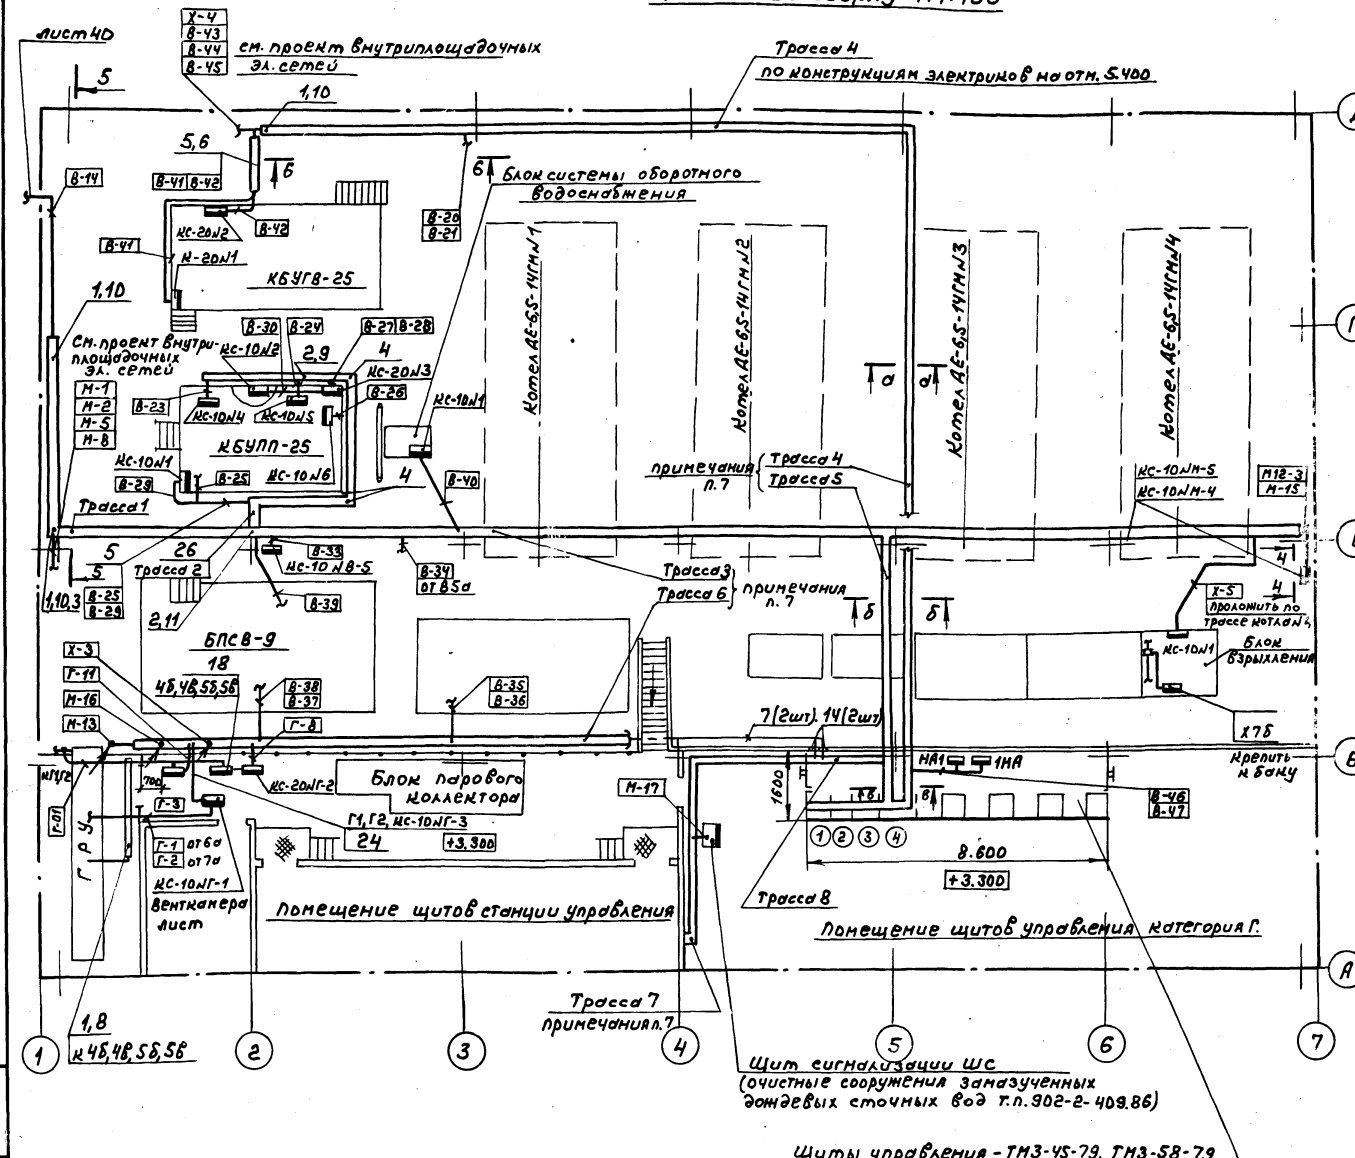 Х-4
В-43
В-44
В-45
см. проект внутриплощадочных
эл. сетей
лист 40
5
1,10
Трасса 4
по конструкциям электриков на отм. 5.400
5,6
В-14
В-41 В-42
б
б
Блок системы оборотного
водоснабжения
В-20
В-21
КС-20№2
В-42
В-41
К-20№1
КБУГВ-25
Котел ДЕ-6,5-14ГМ№1
Котел ДЕ-6,5-14ГМ№2
Котел ДЕ-6,5-14ГМ№3
Котел ДЕ-6,5-14ГМ№4
Г
1,10
См. проект внутри-
площадочных
эл. сетей
В-30
В-24
В-27 В-28
КС-10№2
2,9
4
КС-20№3
М-1
М-2
М-5
М-8
В-23
КС-10№4
КС-10№5
В-26
КС-10№1
а
а
КБУПП-25
КС-10№1
В-29
В-25
КС-10№6
4
В-40
примечания
п.7
Трасса 4
Трасса 5
КС-10№М-5
КС-10№М-4
М12-3
М-15
Трасса 1
5
26
В-33
КС-10№В-5
В-34
от В5а
Трасса 3
Трасса 6
примечания
п.7
4
4
5
Трасса 2
1,10,3
В-25
В-29
2,11
В-39
Х-5
проложить по
трассе котла№4
б
б
КС-10№1
Блок
взрыхления
БПСВ-9
18
4б,4в,5б,5в
Х-3
Г-11
М-16
М-13
В-38
В-37
В-35
В-36
Г-8
7(2шт). 14(2шт)
Х7б
крепить
к баку
В
КГ1,Г2
700
КС-20№Г-2
Блок парового
коллектора
1600
НА1
1НА
М-17
В-46
В-47
Г-01
ГРУ
Г-3
Г1,Г2, КС-10№Г-3
24
+3.300
Г-1 от 6а
Г-2 от 7а
КС-10№Г-1
Венткамера
лист
в
в
1 2 3 4
8.600
+3.300
Трасса 8
Помещение щитов станции управления
Помещение щитов управления категория Г.
А
1,8
к 4б,4в,5б,5в
Трасса 7
примечания п.7
1 2 3 4 5 6 7
Щит сигнализации ШС
(очистные сооружения замазученных
дождевых сточных вод т.п. 902-2-409.86)
Щиты управления - ТМЗ-45-79, ТМЗ-58-79